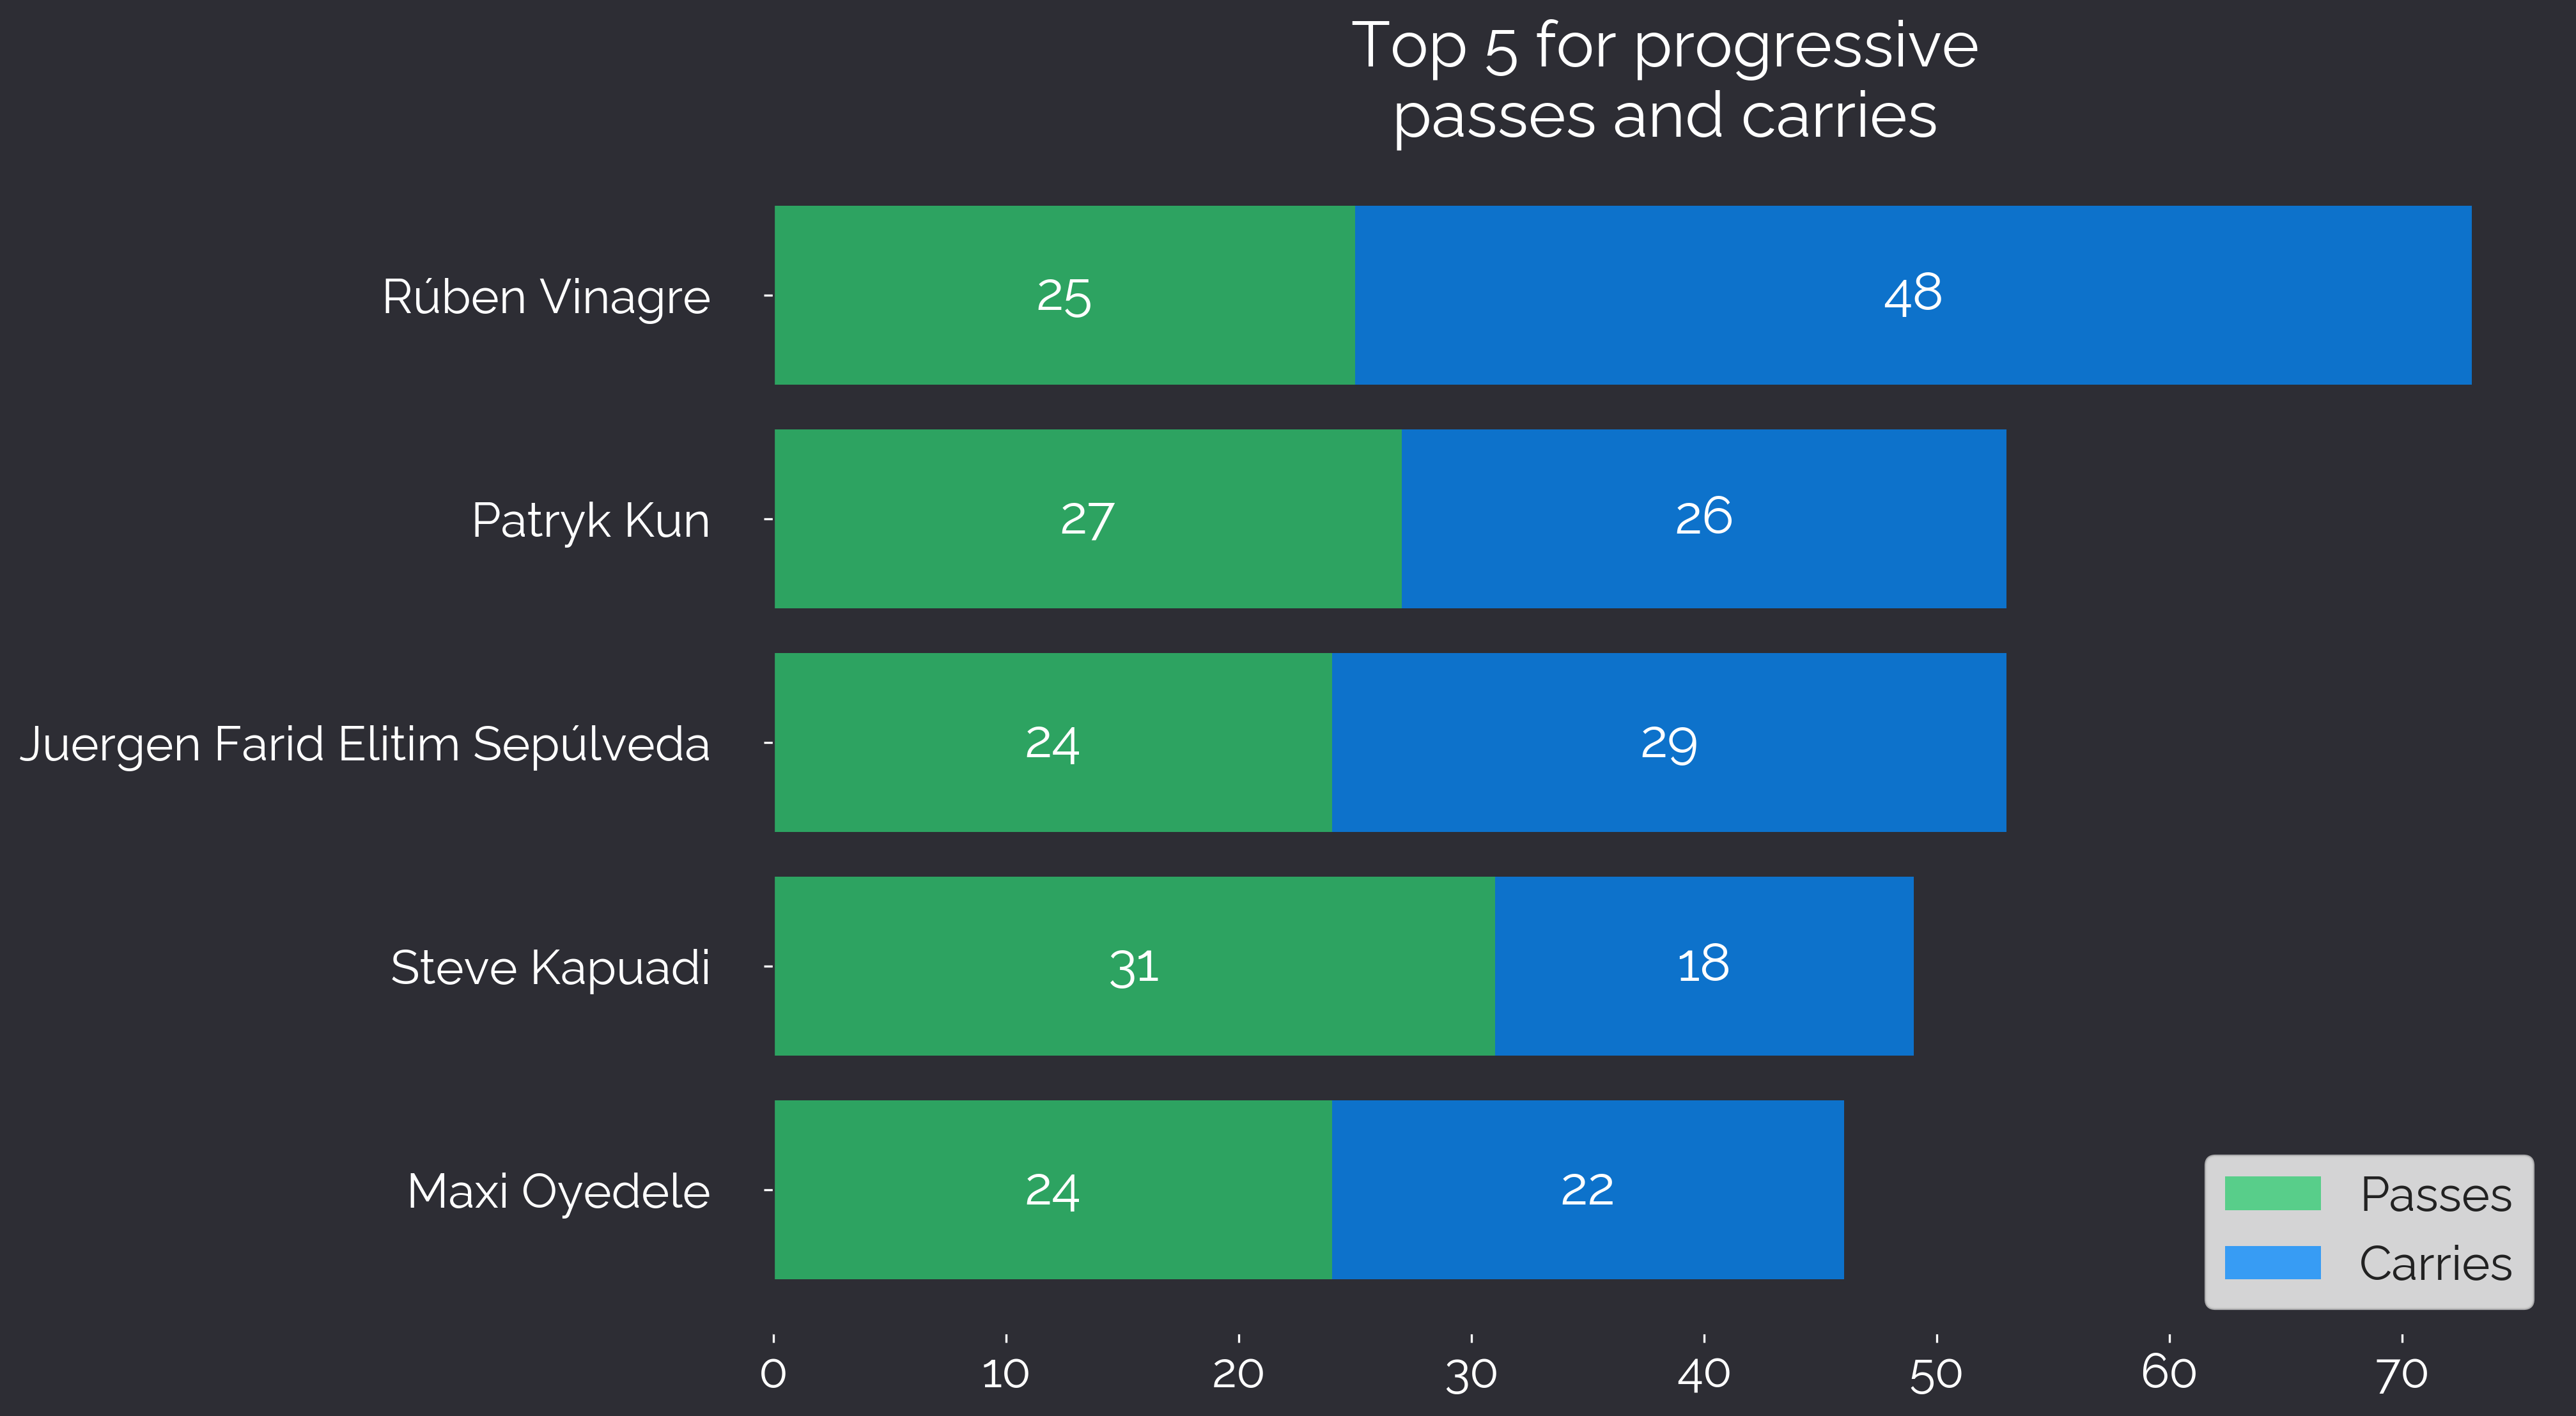 Top 5 for progressive
passes and carries
Rúben Vinagre 25 48
Patryk Kun 27 26
Juergen Farid Elitim Sepúlveda 24 29
Steve Kapuadi 31 18
Maxi Oyedele 24 22
Passes
Carries
0 10 20 30 40 50 60 70